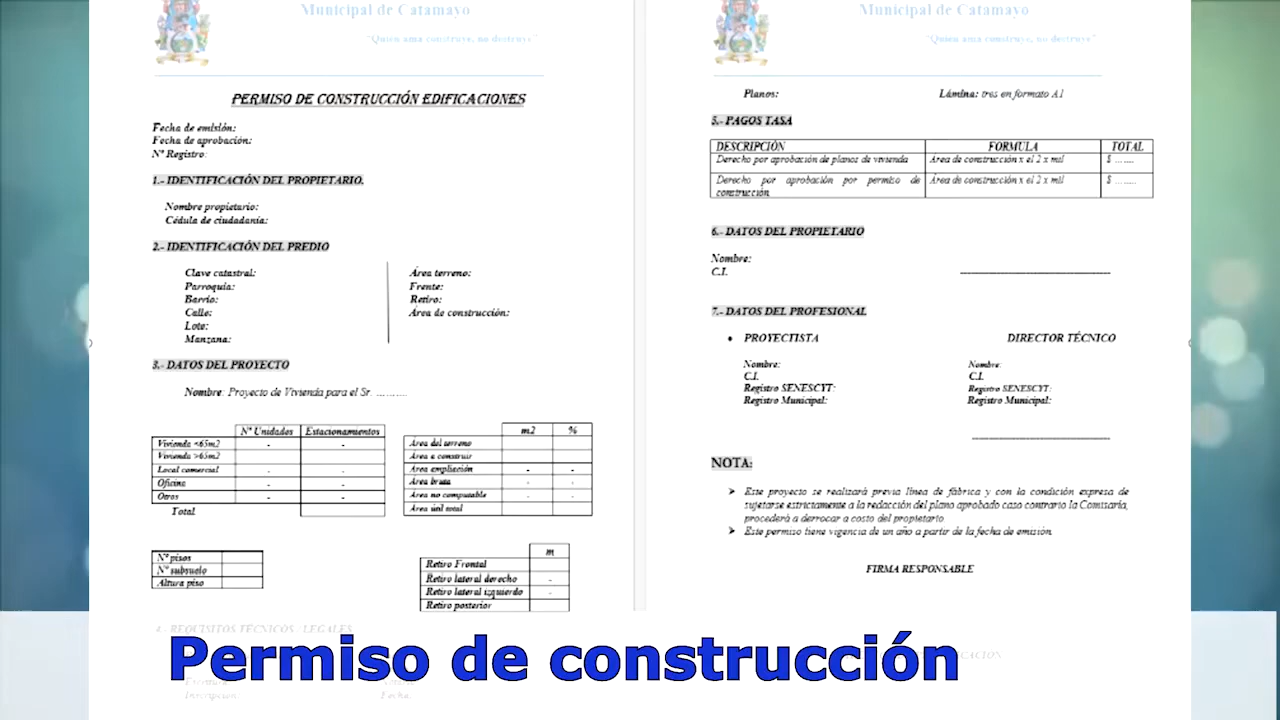 Municipal de Catamayo
"Quien ama construye, no destruye"
PERMISO DE CONSTRUCCIÓN EDIFICACIONES
Fecha de emisión:
Fecha de aprobación:
Nº Registro:
1.- IDENTIFICACIÓN DEL PROPIETARIO.
Nombre propietario:
Cédula de ciudadanía:
2.- IDENTIFICACIÓN DEL PREDIO
Clave catastral:
Parroquia:
Barrio:
Calle:
Lote:
Manzana:
Área terreno:
Frente:
Retiro:
Área de construcción:
3.- DATOS DEL PROYECTO
Nombre: Proyecto de Vivienda para el Sr. ..........
Nº Unidades Estacionamientos
Vivienda <65m2 - -
Vivienda >65m2
Local comercial - -
Oficina - -
Otros - -
Total
m2 %
Área del terreno
Área a construir
Área ampliación - -
Área bruta - -
Área no computable - -
Área útil total
Nº pisos
Nº subsuelo
Altura piso
m
Retiro Frontal
Retiro lateral derecho -
Retiro lateral izquierdo -
Retiro posterior
4.- REQUISITOS TÉCNICOS - LEGALES
Inscripción:
Fecha:
Municipal de Catamayo
"Quien ama construye, no destruye"
Planos: Lámina: tres en formato A1
5.- PAGOS TASA
DESCRIPCIÓN FORMULA TOTAL
Derecho por aprobación de planos de vivienda Área de construcción x el 2 x mil $ .......
Derecho por aprobación por permiso de Área de construcción x el 2 x mil $ ........
construcción
6.- DATOS DEL PROPIETARIO
Nombre:
C.I.
7.- DATOS DEL PROFESIONAL
• PROYECTISTA DIRECTOR TÉCNICO
Nombre: Nombre:
C.I. C.I.
Registro SENESCYT: Registro SENESCYT:
Registro Municipal: Registro Municipal:
NOTA:
➢ Este proyecto se realizará previa línea de fábrica y con la condición expresa de
sujetarse estrictamente a la redacción del plano aprobado caso contrario la Comisaría,
procederá a derrocar a costo del propietario.
➢ Este permiso tiene vigencia de un año a partir de la fecha de emisión.
FIRMA RESPONSABLE
Permiso de construcción